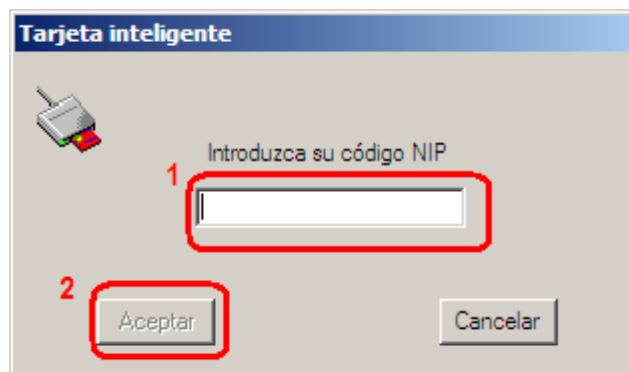 Tarjeta inteligente
Introduzca su código NIP
1
2
Aceptar
Cancelar